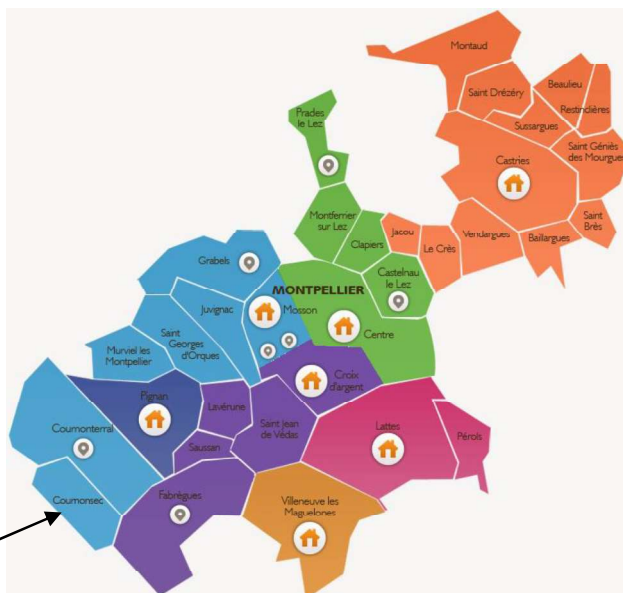 Montaud
Saint Drézéry
Beaulieu
Restinclières
Sussargues
Saint Géniès
des Mourgues
Castries
Prades
le Lez
Montferrier
sur Lez
Clapiers
Jacou
Le Crès
Vendargues
Baillargues
Saint
Brès
Castelnau
le Lez
Grabels
MONTPELLIER
Mosson
Juvignac
Centre
Saint
Georges
d'Orques
Murviel les
Montpellier
Pignan
Croix
d'argent
Lavérune
Saint Jean
de Védas
Lattes
Pérols
Cournonterral
Saussan
Cournonsec
Fabrègues
Villeneuve les
Maguelones